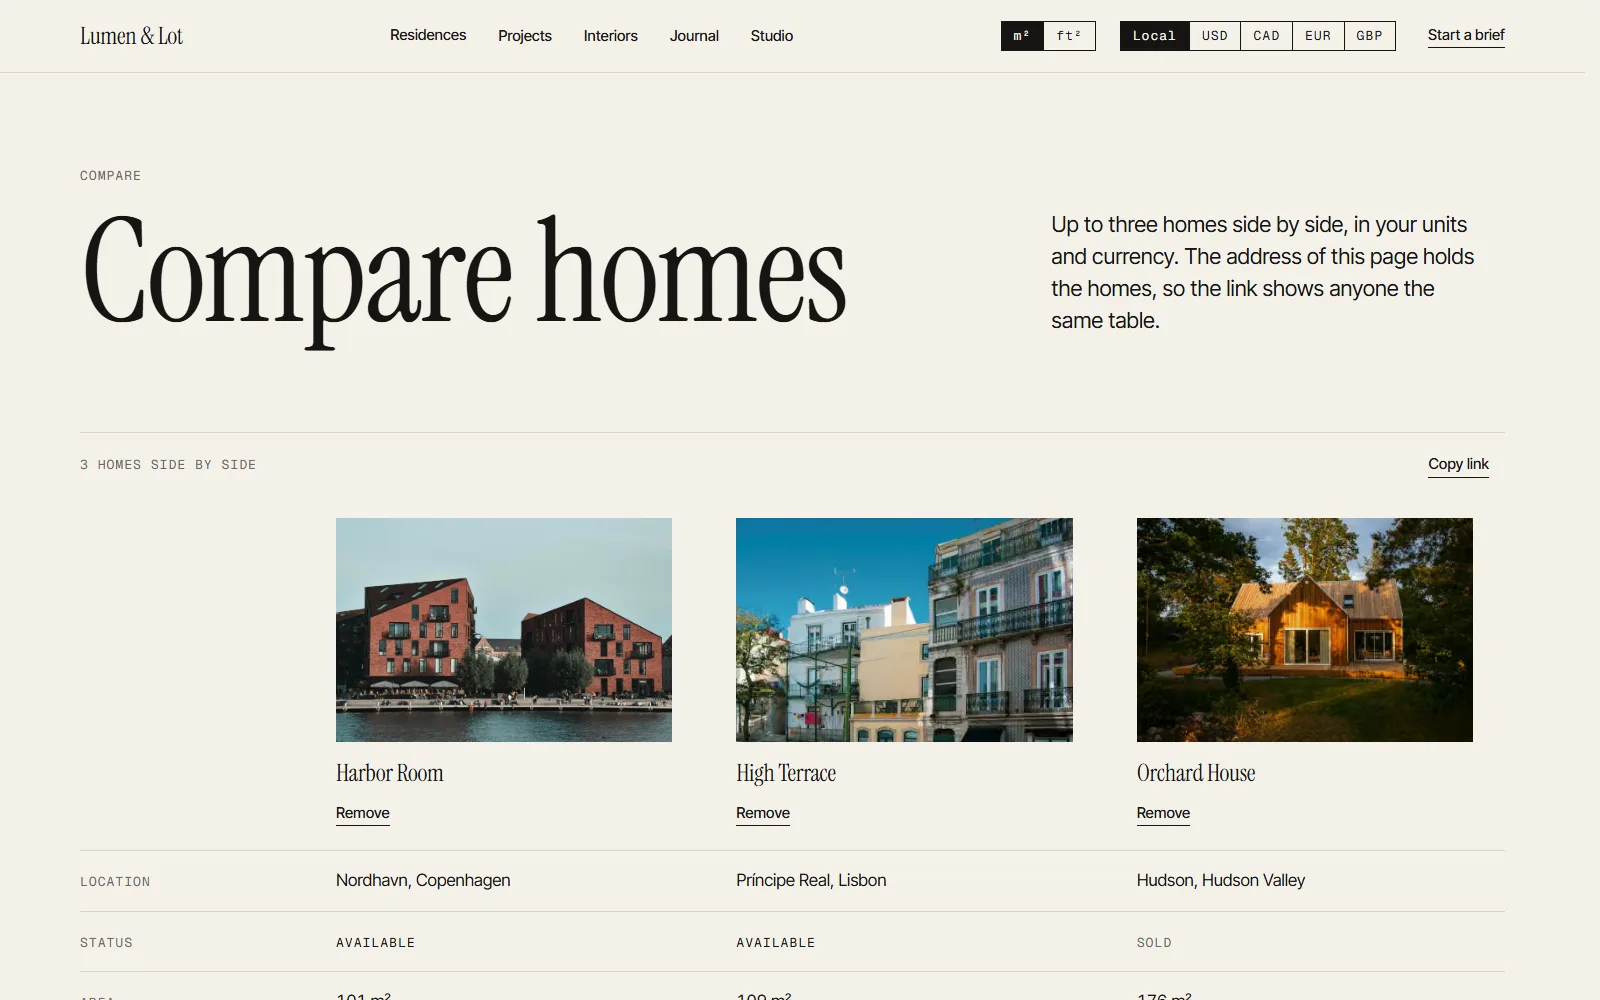 Lumen & Lot
Residences
Projects
Interiors
Journal
Studio
m²
ft²
Local
USD
CAD
EUR
GBP
Start a brief
COMPARE
Compare homes
Up to three homes side by side, in your units
and currency. The address of this page holds
the homes, so the link shows anyone the
same table.
3 HOMES SIDE BY SIDE
Copy link
Harbor Room
High Terrace
Orchard House
Remove
Remove
Remove
LOCATION
Nordhavn, Copenhagen
Príncipe Real, Lisbon
Hudson, Hudson Valley
STATUS
AVAILABLE
AVAILABLE
SOLD